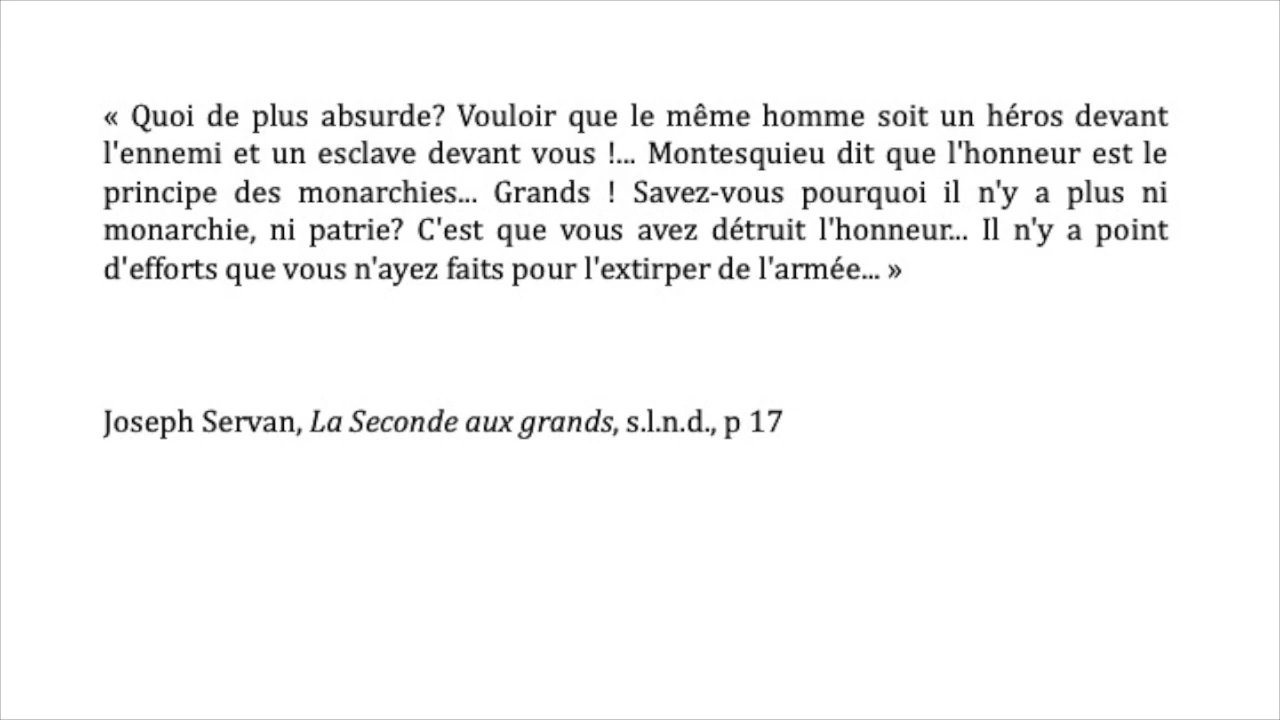 « Quoi de plus absurde? Vouloir que le même homme soit un héros devant
l'ennemi et un esclave devant vous !... Montesquieu dit que l'honneur est le
principe des monarchies... Grands ! Savez-vous pourquoi il n'y a plus ni
monarchie, ni patrie? C'est que vous avez détruit l'honneur... Il n'y a point
d'efforts que vous n'ayez faits pour l'extirper de l'armée... »
Joseph Servan, La Seconde aux grands, s.l.n.d., p 17